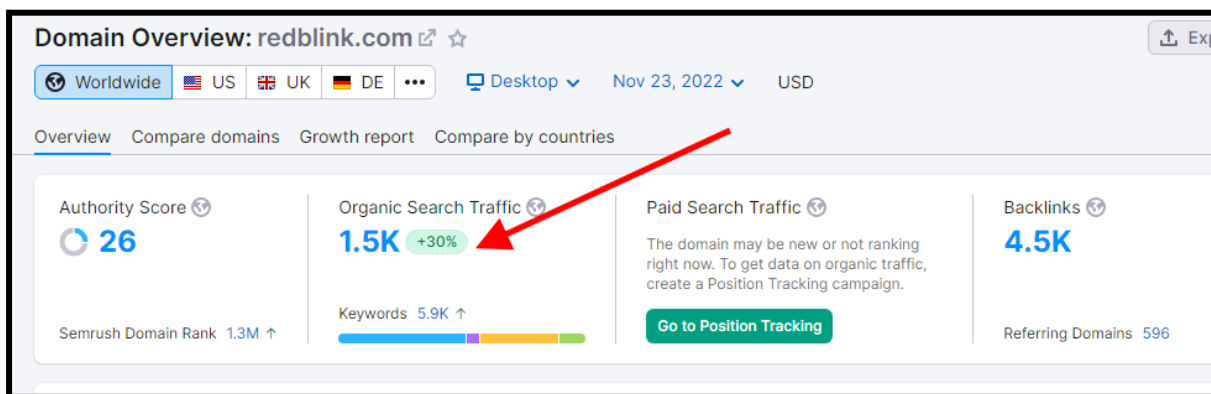 Domain Overview: redblink.com
Exp
Worldwide US UK DE ••• Desktop Nov 23, 2022 USD
Overview Compare domains Growth report Compare by countries
Authority Score
26
Semrush Domain Rank 1.3M ↑
Organic Search Traffic
1.5K +30%
Keywords 5.9K ↑
Paid Search Traffic
The domain may be new or not ranking
right now. To get data on organic traffic,
create a Position Tracking campaign.
Go to Position Tracking
Backlinks
4.5K
Referring Domains 596